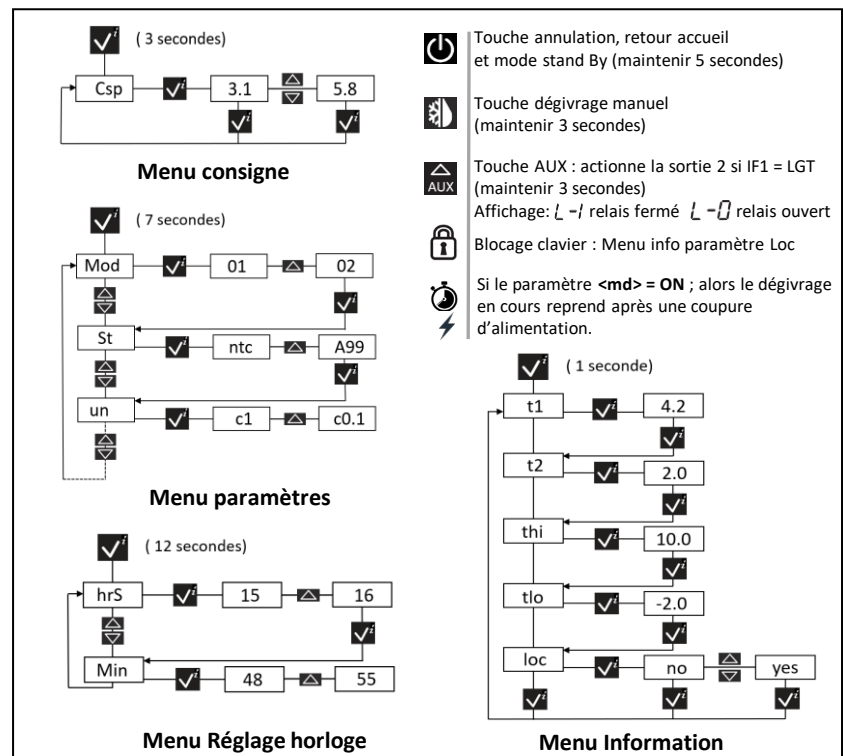 ( 3 secondes)
Csp
3.1
5.8
Menu consigne
( 7 secondes)
Mod
01
02
St
ntc
A99
un
c1
c0.1
Menu paramètres
( 12 secondes)
hrS
15
16
Min
48
55
Menu Réglage horloge
Touche annulation, retour accueil
et mode stand By (maintenir 5 secondes)
Touche dégivrage manuel
(maintenir 3 secondes)
AUX
Touche AUX : actionne la sortie 2 si IF1 = LGT
(maintenir 3 secondes)
Affichage: L -1 relais fermé L -0 relais ouvert
Blocage clavier : Menu info paramètre Loc
Si le paramètre <md> = ON ; alors le dégivrage
en cours reprend après une coupure
d'alimentation.
( 1 seconde)
t1
4.2
t2
2.0
thi
10.0
tlo
-2.0
loc
no
yes
Menu Information